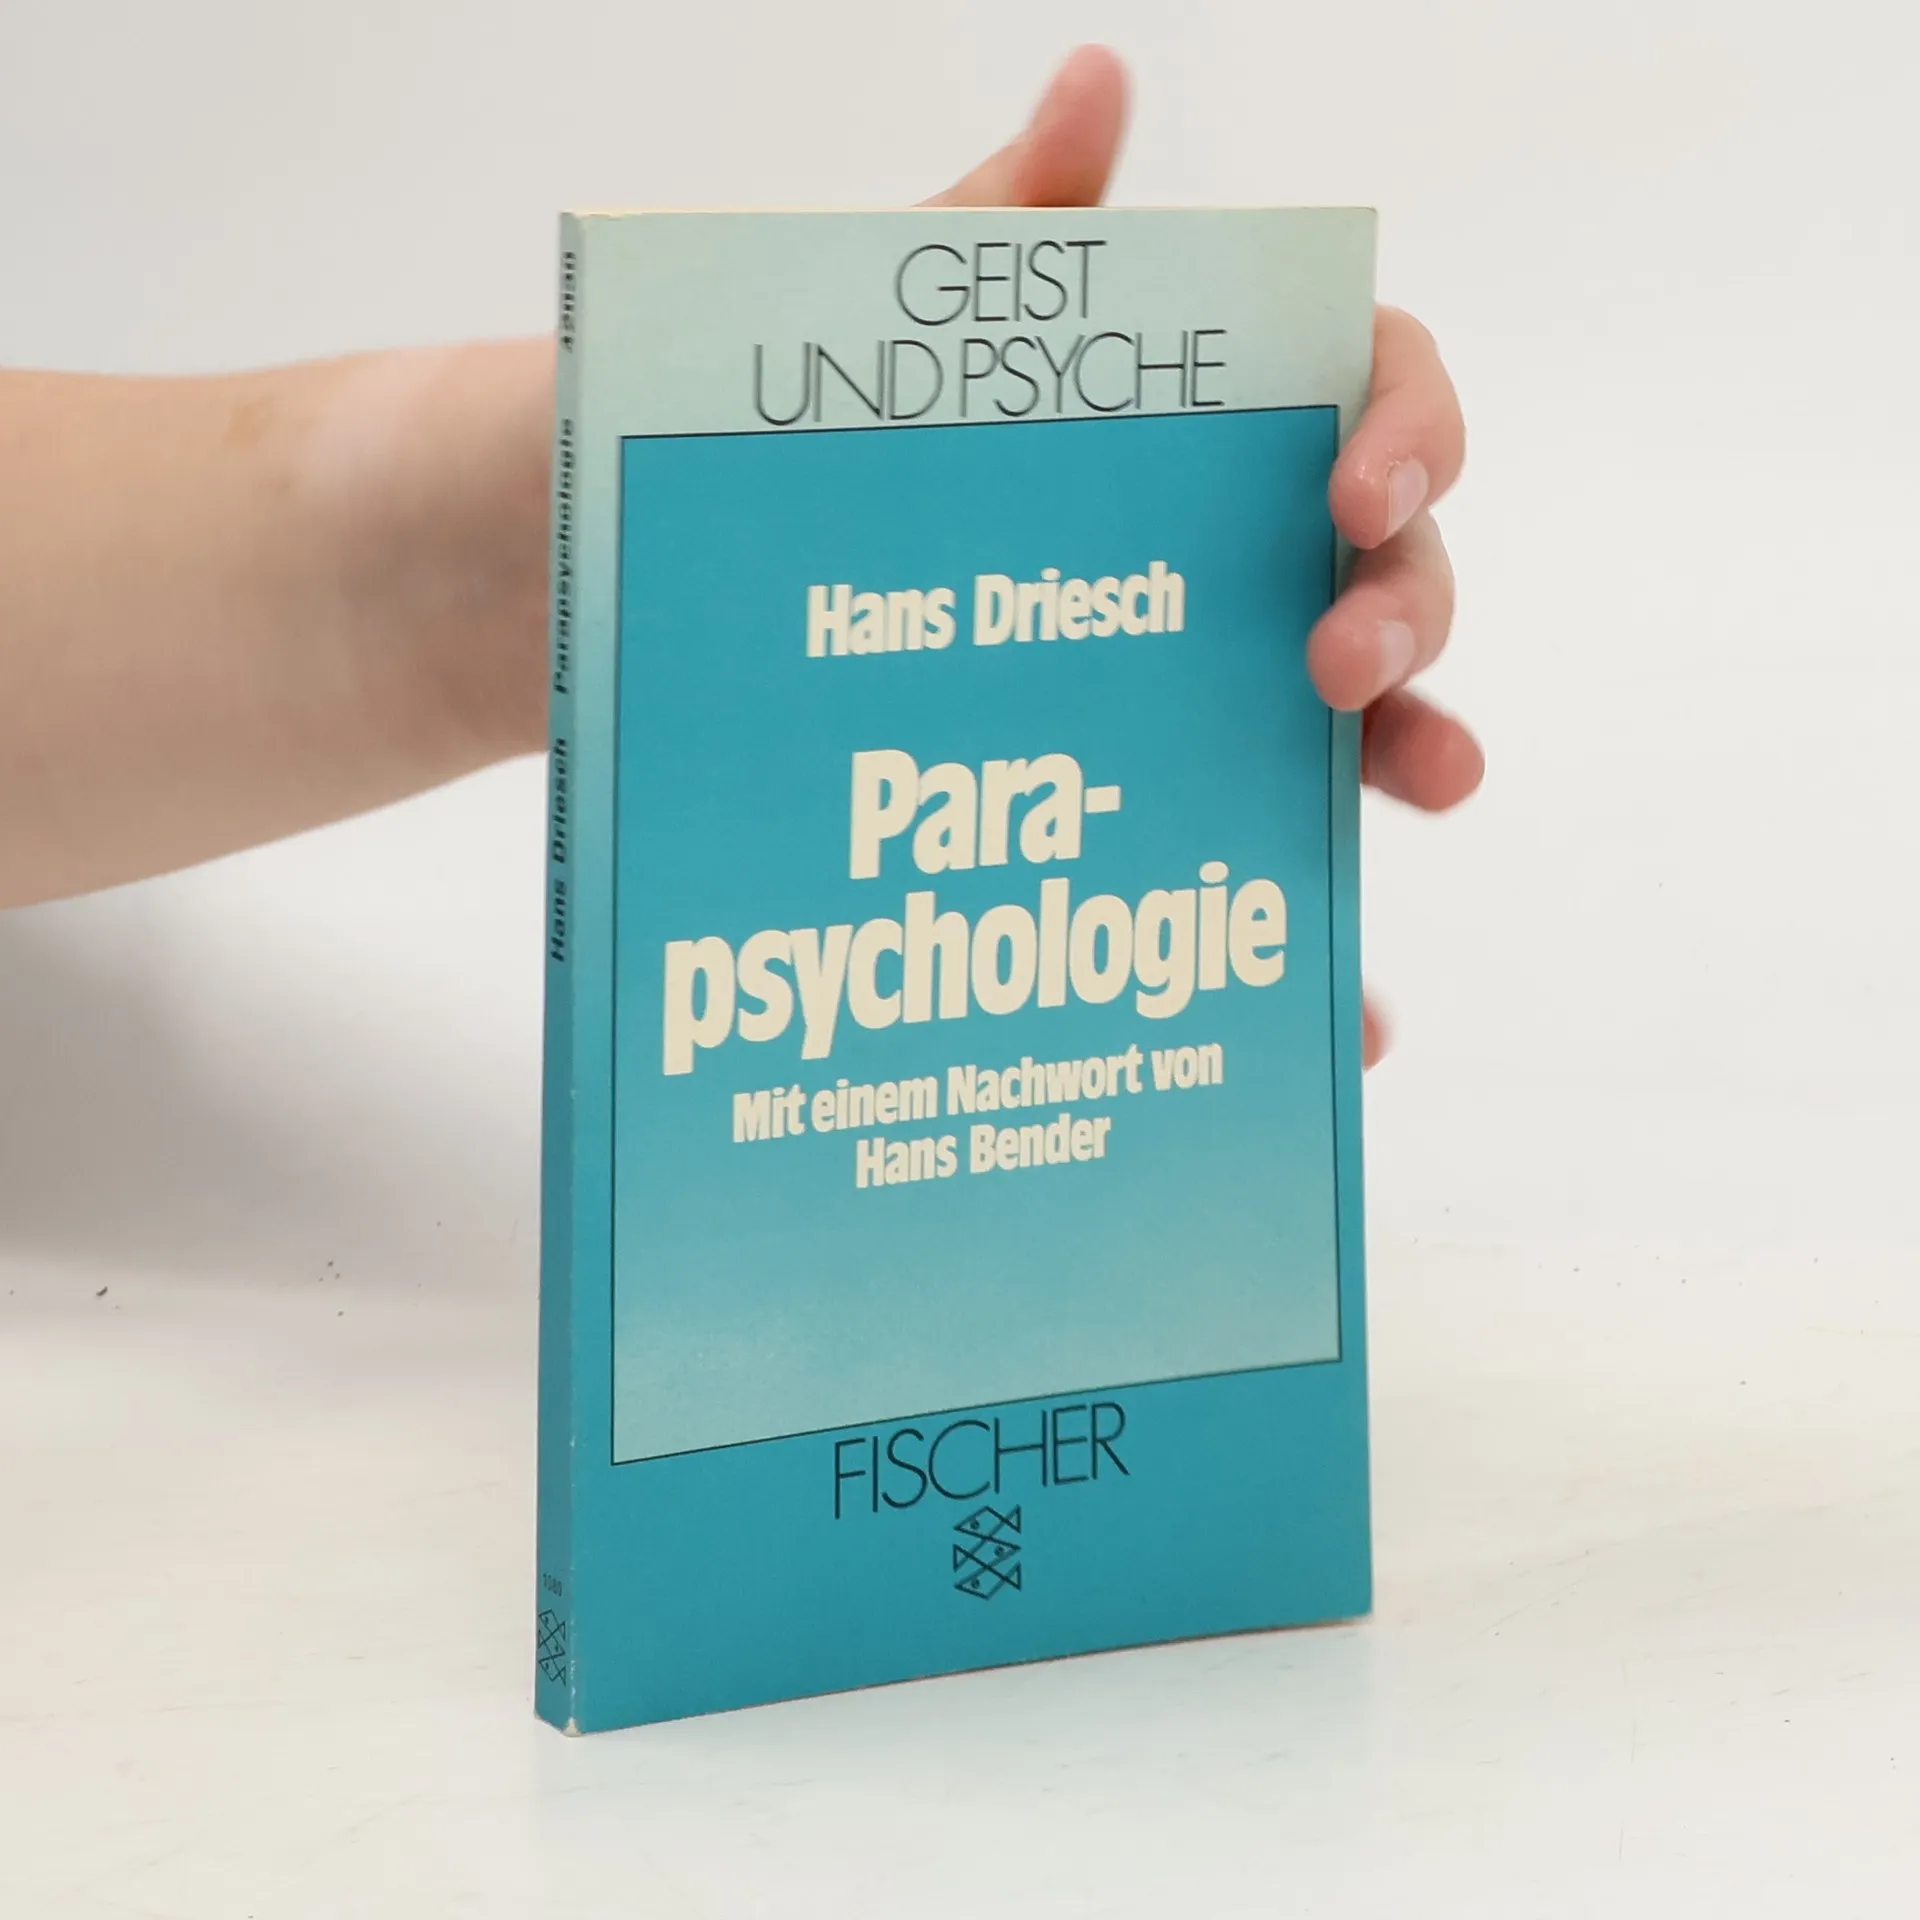 GEIST
UND PSYCHE
Hans Driesch
Para-
psychologie
Mit einem Nachwort von
Hans Bender
FISCHER
Hans Driesch Parapsychologie